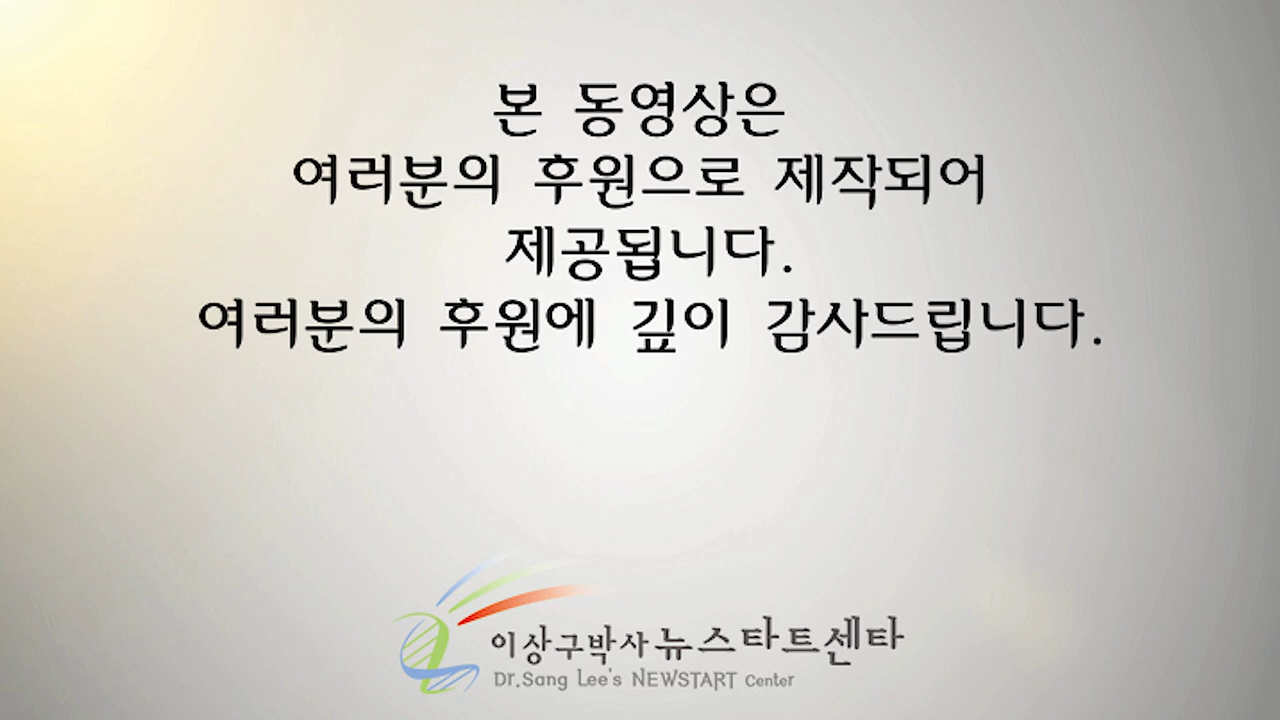 본 동영상은
여러분의 후원으로 제작되어
제공됩니다.
여러분의 후원에 깊이 감사드립니다.
이상구박사 뉴스타트센타
Dr.Sang Lee's NEWSTART Center